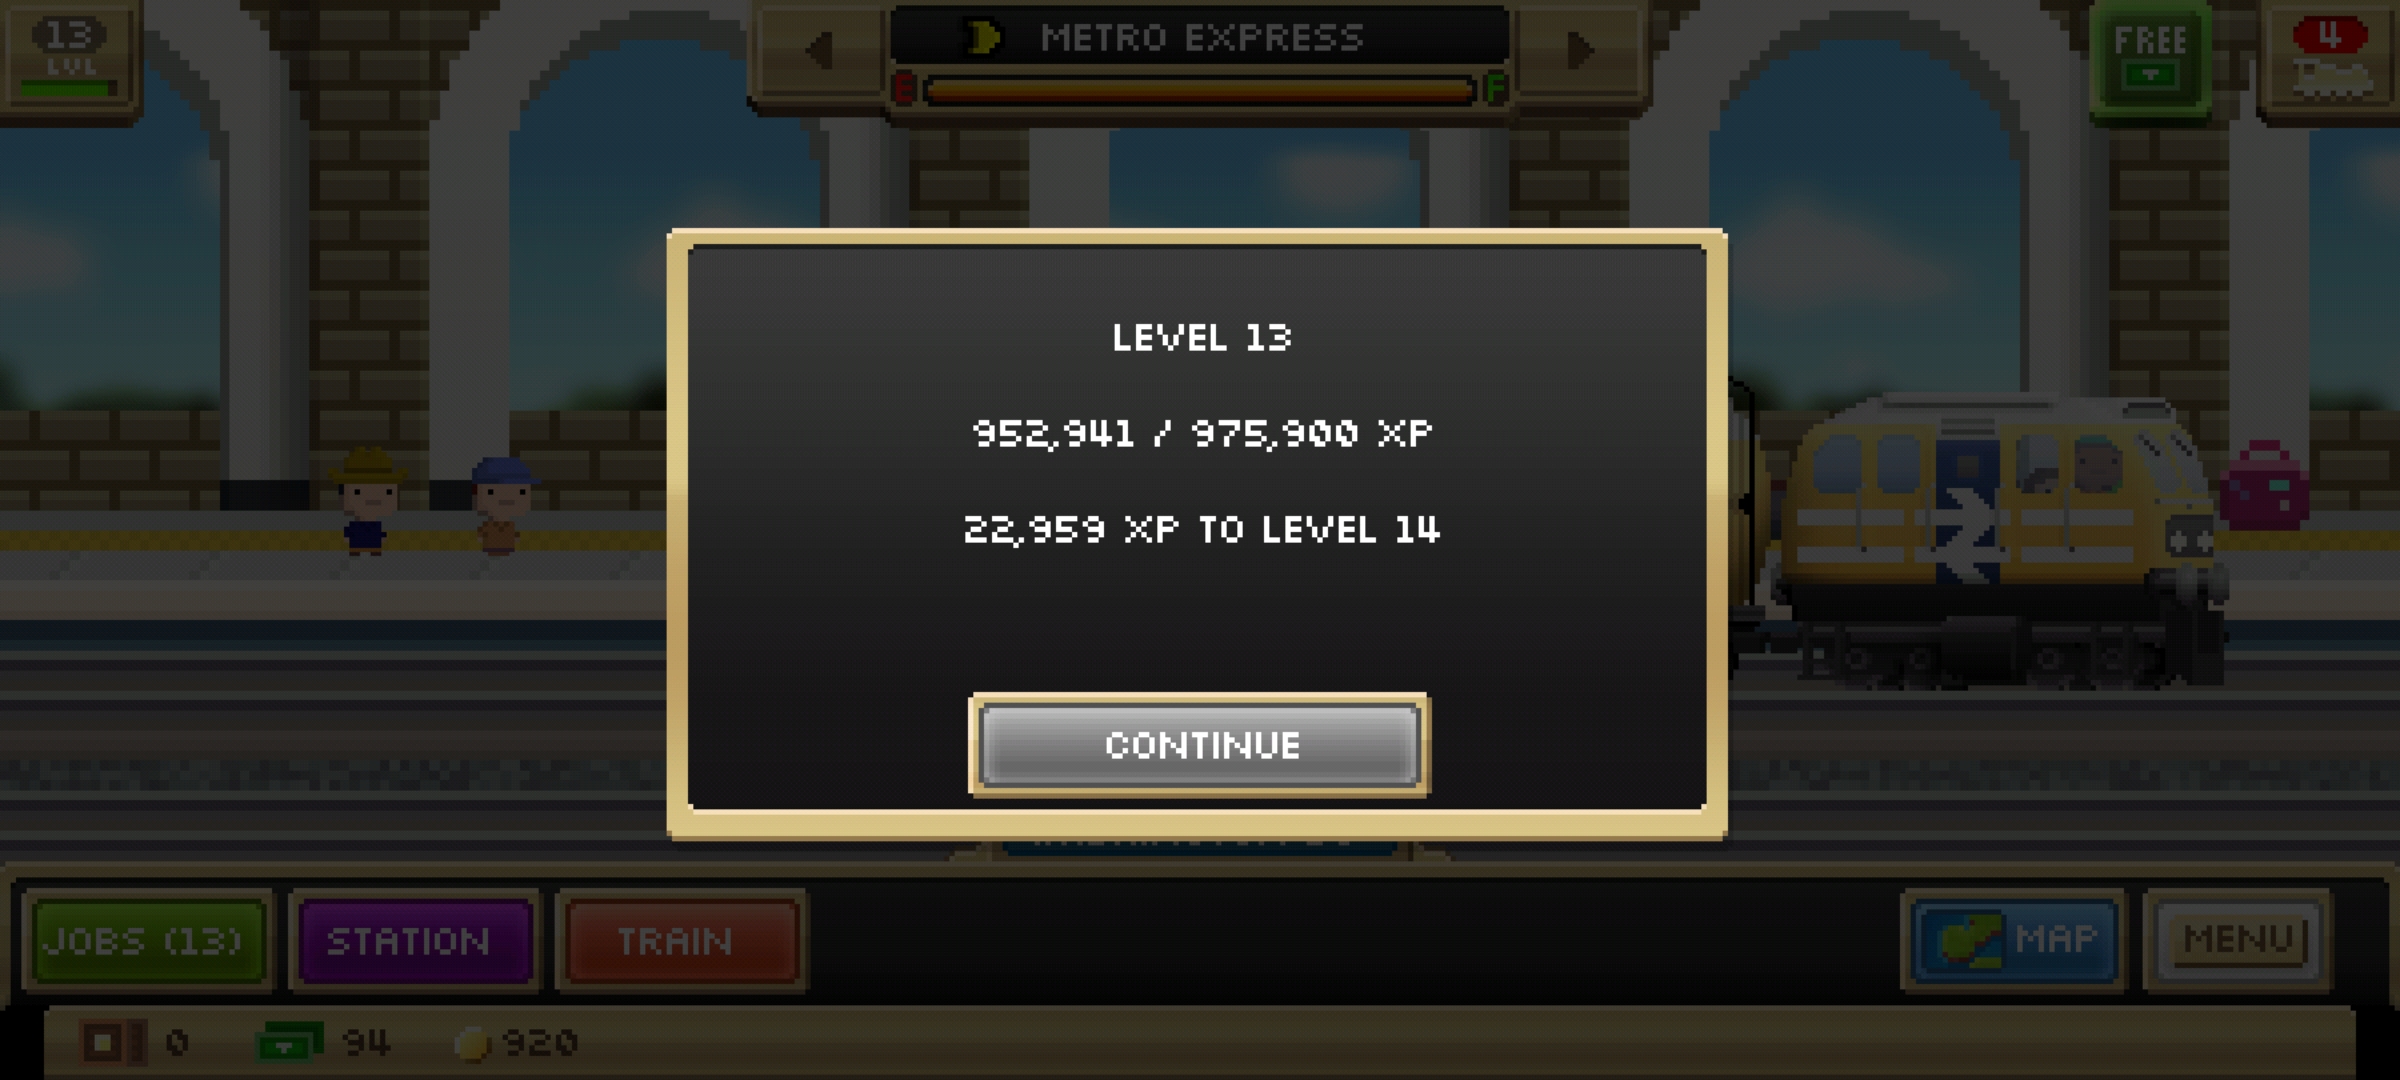 13
LVL
METRO EXPRESS
E
F
FREE
4
LEVEL 13
952,941 / 975,900 XP
22,959 XP TO LEVEL 14
CONTINUE
JOBS (13)
STATION
TRAIN
MAP
MENU
0
94
920